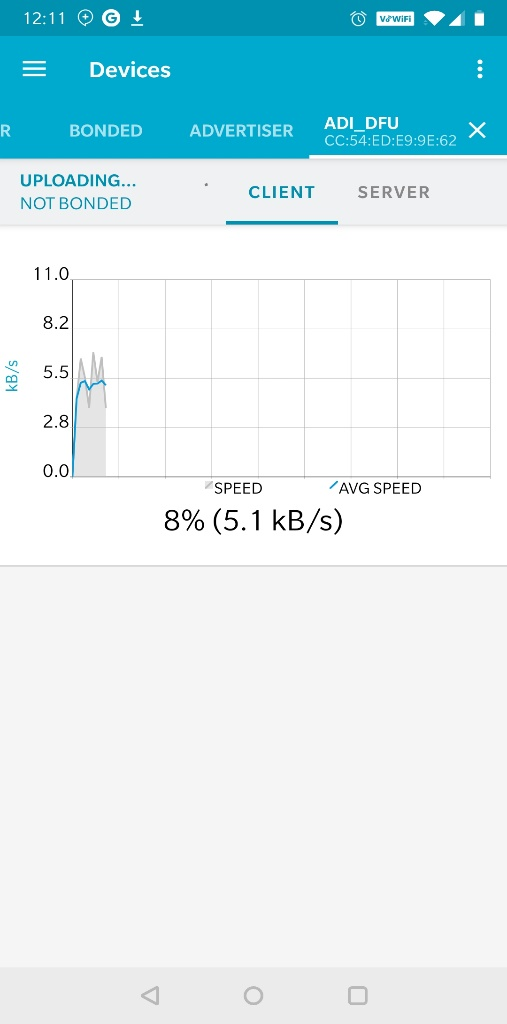 12:11
G
VoWiFi
Devices
R BONDED ADVERTISER ADI_DFU
CC:54:ED:E9:9E:62
UPLOADING...
NOT BONDED
CLIENT SERVER
11.0
8.2
5.5
2.8
0.0
kB/s
SPEED AVG SPEED
8% (5.1 kB/s)